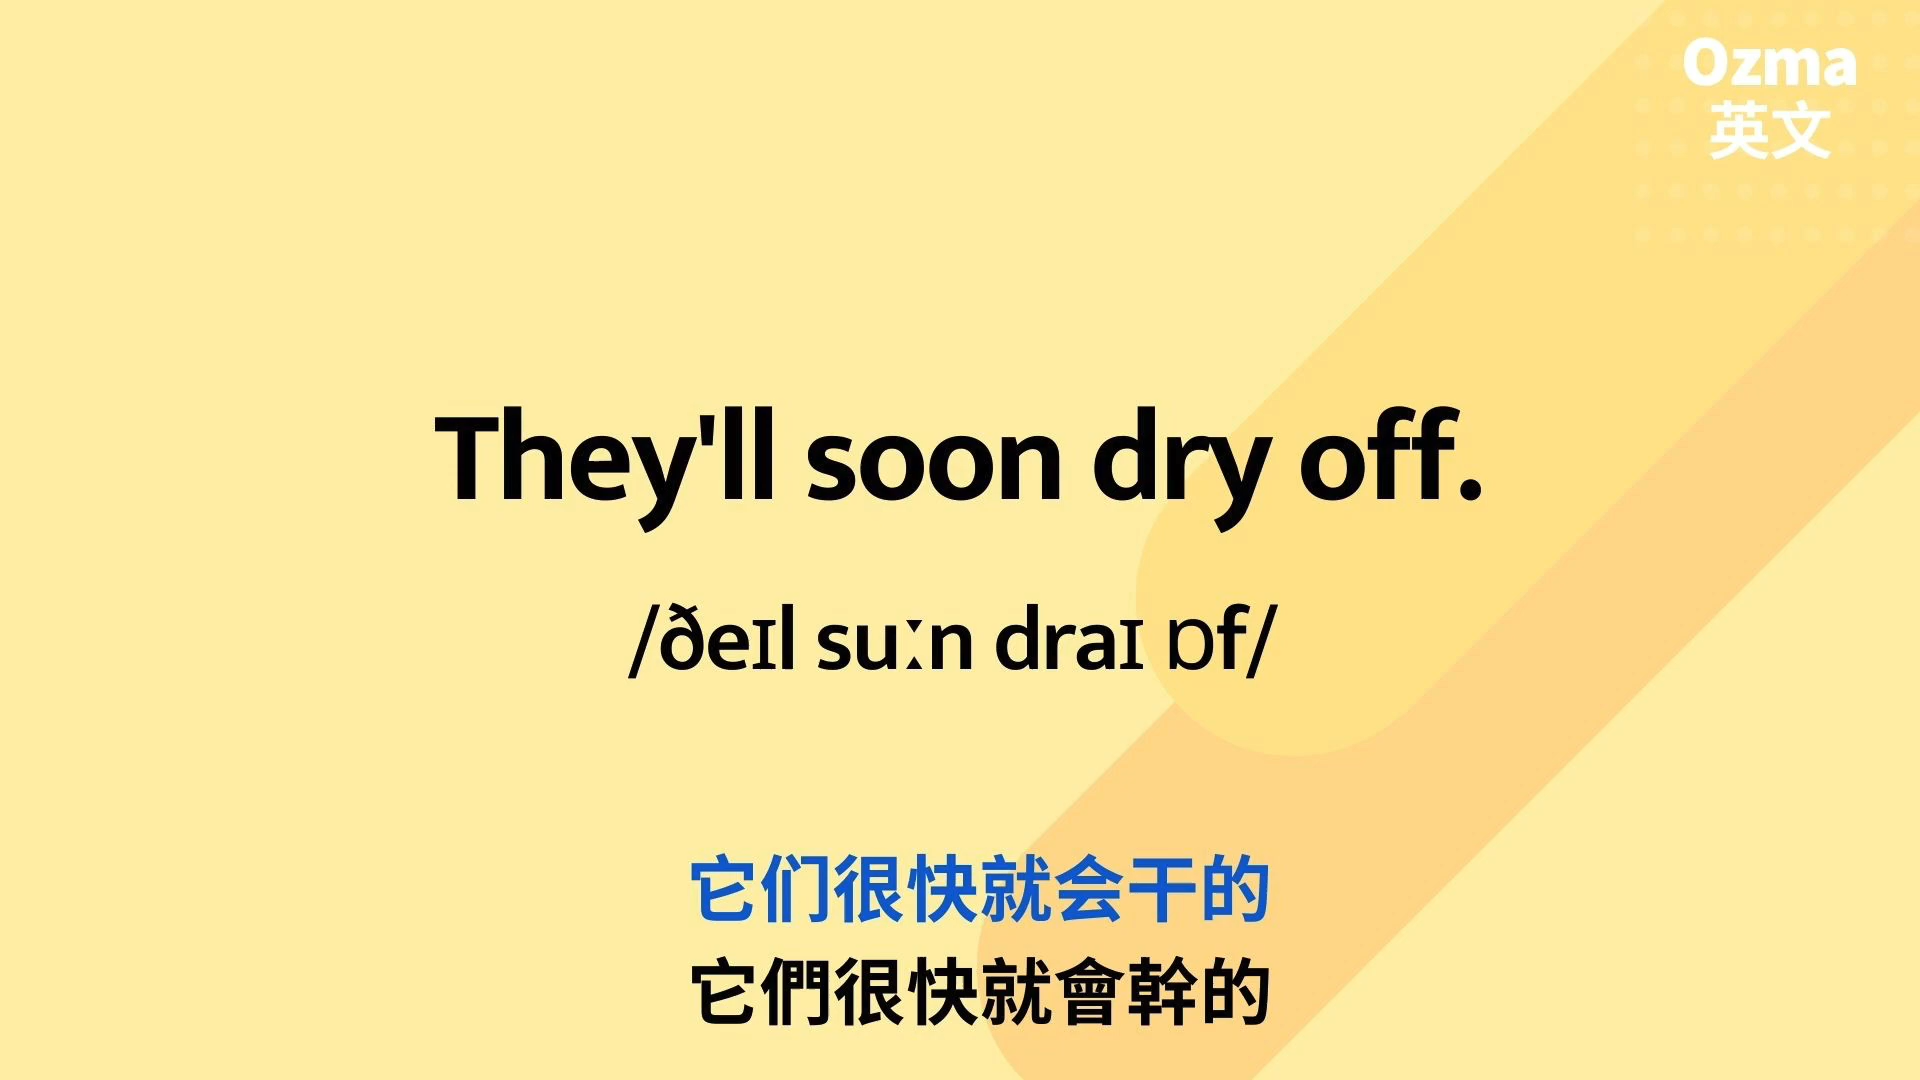 Ozma
英文
They'll soon dry off.
/ðeɪl suːn draɪ ɒf/
它们很快就会干的
它們很快就會幹的